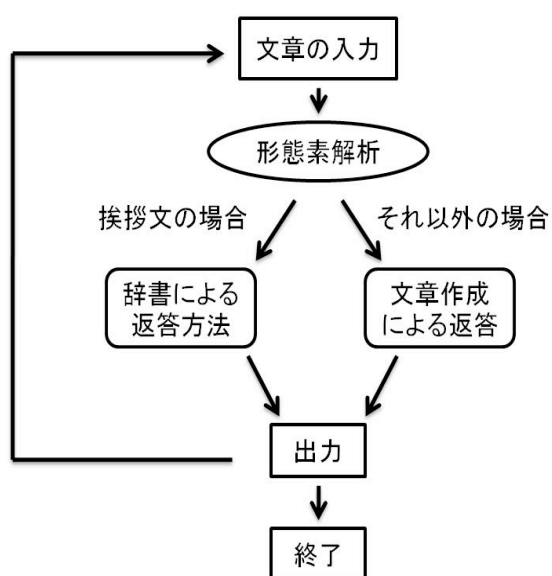 文章の入力
形態素解析
挨拶文の場合
それ以外の場合
辞書による
返答方法
文章作成
による返答
出力
終了